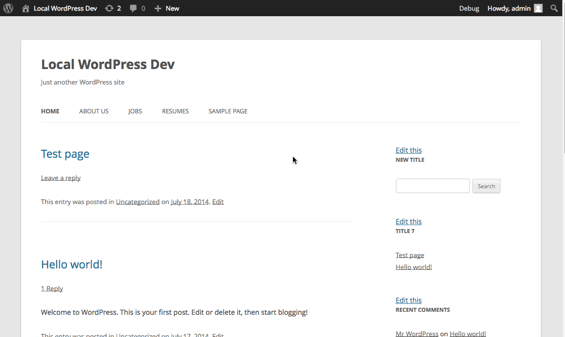 Local WordPress Dev 2 0 New Debug Howdy, admin
Local WordPress Dev
Just another WordPress site
HOME ABOUT US JOBS RESUMES SAMPLE PAGE
Test page
Leave a reply
This entry was posted in Uncategorized on July 18, 2014. Edit
Hello world!
1 Reply
Welcome to WordPress. This is your first post. Edit or delete it, then start blogging!
This entry was posted in Uncategorized on July 17, 2014. Edit
Edit this
NEW TITLE
Search
Edit this
TITLE 7
Test page
Hello world!
Edit this
RECENT COMMENTS
Mr WordPress on Hello world!